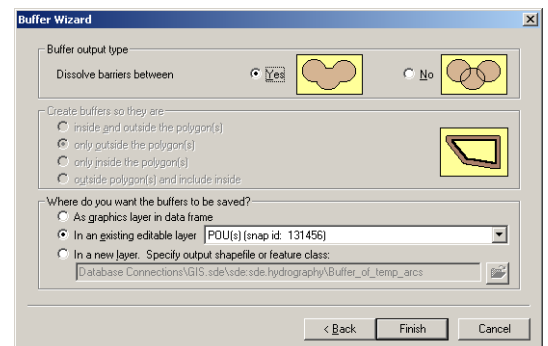 Buffer Wizard
Buffer output type
Dissolve barriers between
Yes
No
Create buffers so they are
inside and outside the polygon(s)
only outside the polygon(s)
only inside the polygon(s)
outside polygon(s) and include inside
Where do you want the buffers to be saved?
As graphics layer in data frame
In an existing editable layer POU(s) (snap id: 131456)
In a new layer. Specify output shapefile or feature class:
Database Connections\GIS.sde\sde:sde.hydrography\Buffer_of_temp_arcs
< Back Finish Cancel